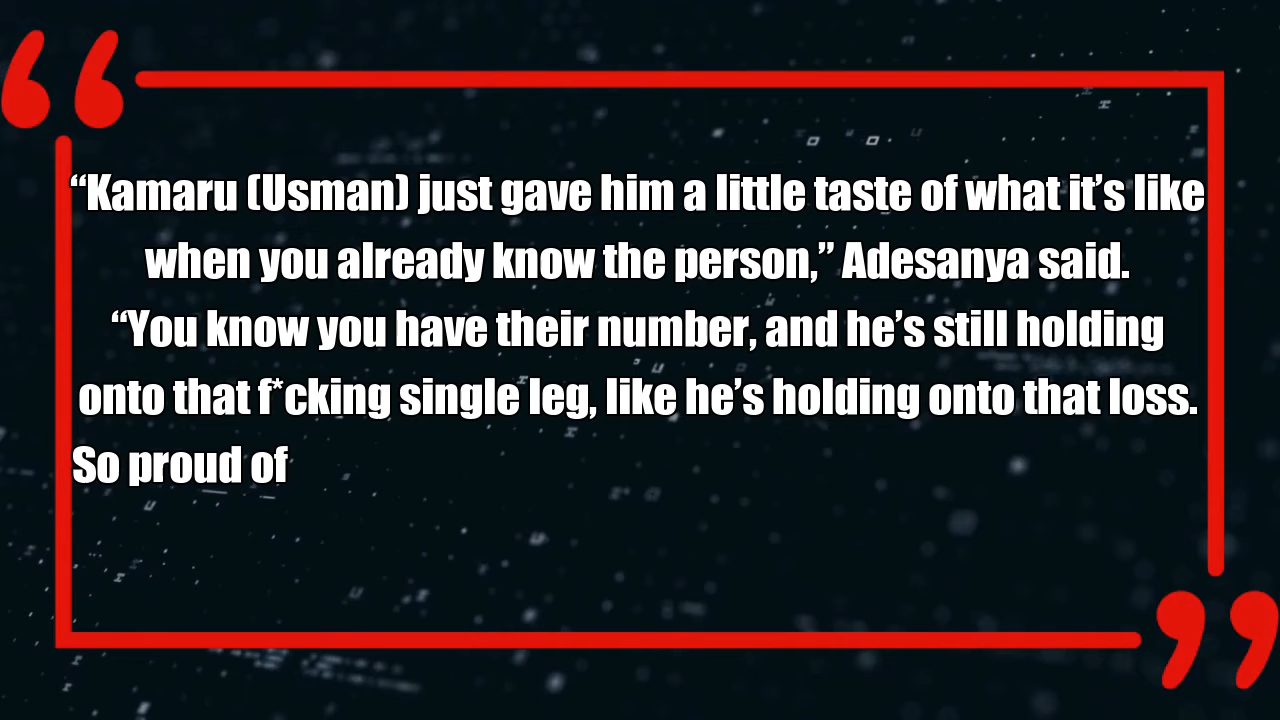 “Kamaru (Usman) just gave him a little taste of what it’s like
when you already know the person,” Adesanya said.
“You know you have their number, and he’s still holding
onto that f*cking single leg, like he’s holding onto that loss.
So proud of